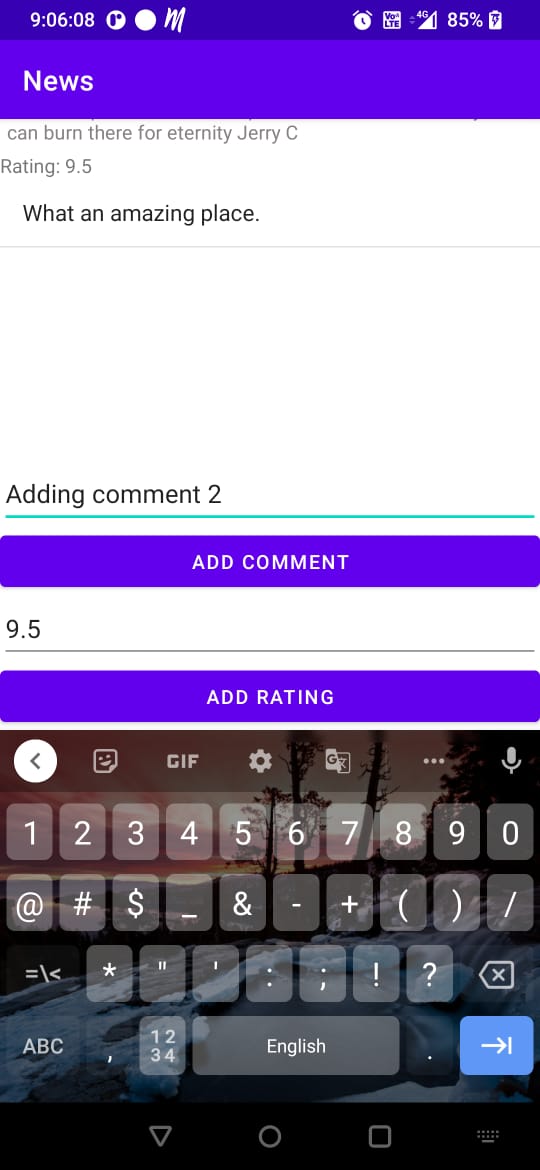 9:06:08 4G 85%
News
can burn there for eternity Jerry C
Rating: 9.5
What an amazing place.
Adding comment 2
ADD COMMENT
9.5
ADD RATING
GIF
1 2 3 4 5 6 7 8 9 0
@ # $ _ & - + ( ) /
=\< * " ' : ; ! ?
ABC , 12 34 English .